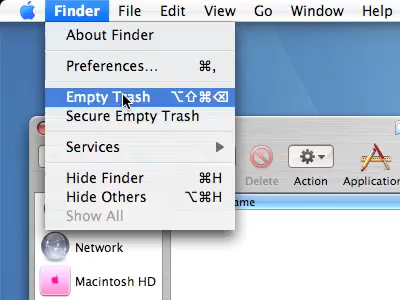 Finder File Edit View Go Window Help
About Finder
Preferences... ⌘,
Empty Trash ⌥⇧⌘⌫
Secure Empty Trash
Services
Hide Finder ⌘H
Hide Others ⌥⌘H
Show All
Delete Action
Network
Macintosh HD